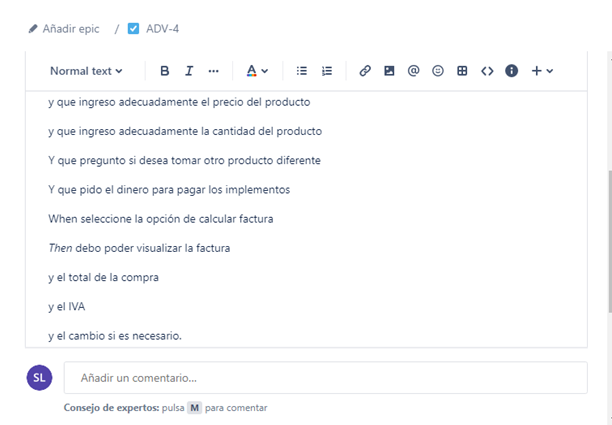 Añadir epic / ADV-4
Normal text B I ... A
y que ingreso adecuadamente el precio del producto
y que ingreso adecuadamente la cantidad del producto
Y que pregunto si desea tomar otro producto diferente
Y que pido el dinero para pagar los implementos
When seleccione la opción de calcular factura
Then debo poder visualizar la factura
y el total de la compra
y el IVA
y el cambio si es necesario.
SL Añadir un comentario...
Consejo de expertos: pulsa M para comentar